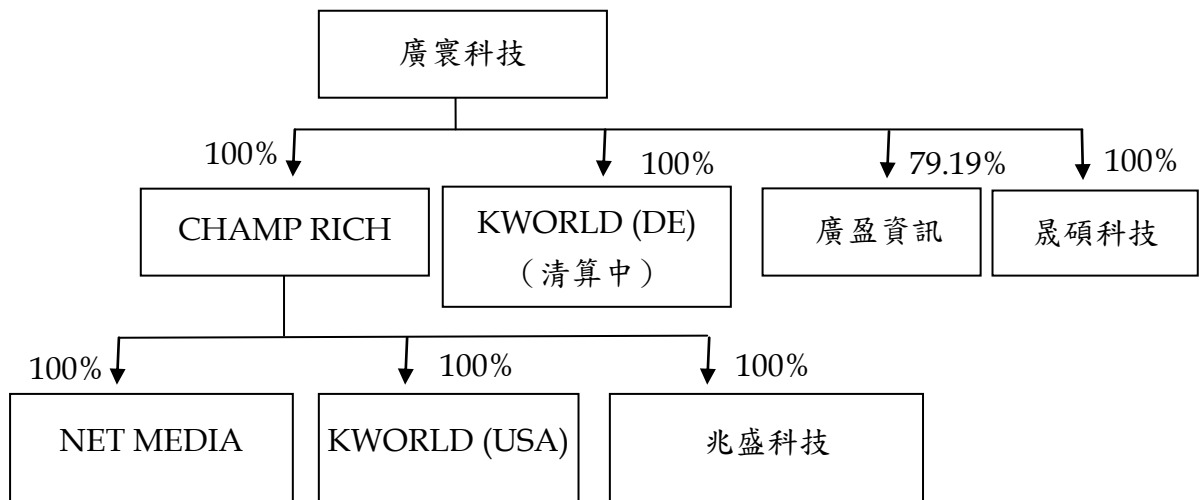 廣寰科技
100%
100%
79.19%
100%
CHAMP RICH
KWORLD (DE)
（清算中）
廣盈資訊
晟碩科技
100%
100%
100%
NET MEDIA
KWORLD (USA)
兆盛科技